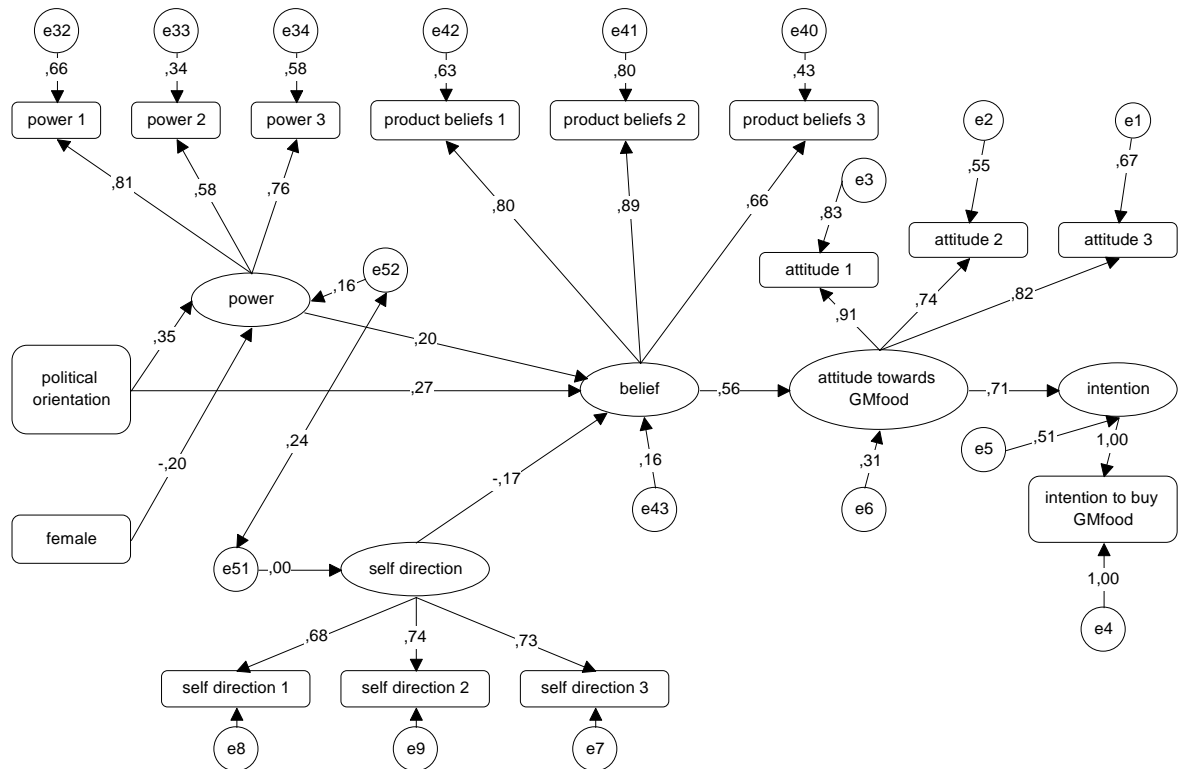 e32
e33
e34
e42
e41
e40
,66
,34
,58
,63
,80
,43
power 1
power 2
power 3
product beliefs 1
product beliefs 2
product beliefs 3
e2
e1
,55
,67
e3
,83
,81
,58
,76
,80
,89
,66
attitude 1
attitude 2
attitude 3
e52
,16
power
,91
,74
,82
,35
,20
political
orientation
,27
belief
,56
attitude towards
GMfood
,71
intention
,24
-,20
-,17
,16
e43
,31
e6
e5
,51
1,00
intention to buy
GMfood
female
e51
,00
self direction
1,00
e4
,68
,74
,73
self direction 1
self direction 2
self direction 3
e8
e9
e7